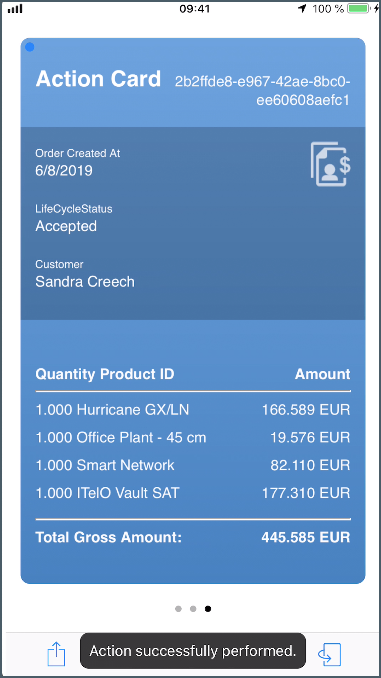 09:41
100 %
Action Card
2b2ffde8-e967-42ae-8bc0-
ee60608aefc1
Order Created At
6/8/2019
$
LifeCycleStatus
Accepted
Customer
Sandra Creech
Quantity Product ID Amount
1.000 Hurricane GX/LN 166.589 EUR
1.000 Office Plant - 45 cm 19.576 EUR
1.000 Smart Network 82.110 EUR
1.000 ITelO Vault SAT 177.310 EUR
Total Gross Amount: 445.585 EUR
Action successfully performed.